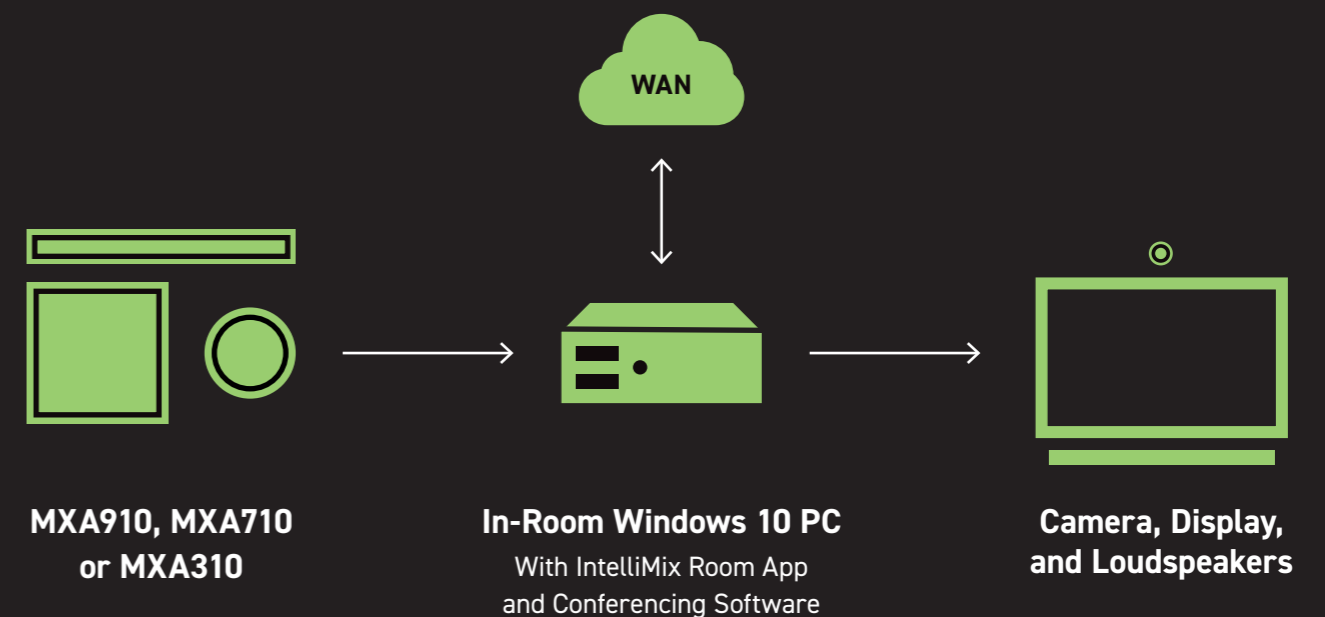 WAN
MXA910, MXA710
or MXA310
In-Room Windows 10 PC
With IntelliMix Room App
and Conferencing Software
Camera, Display,
and Loudspeakers